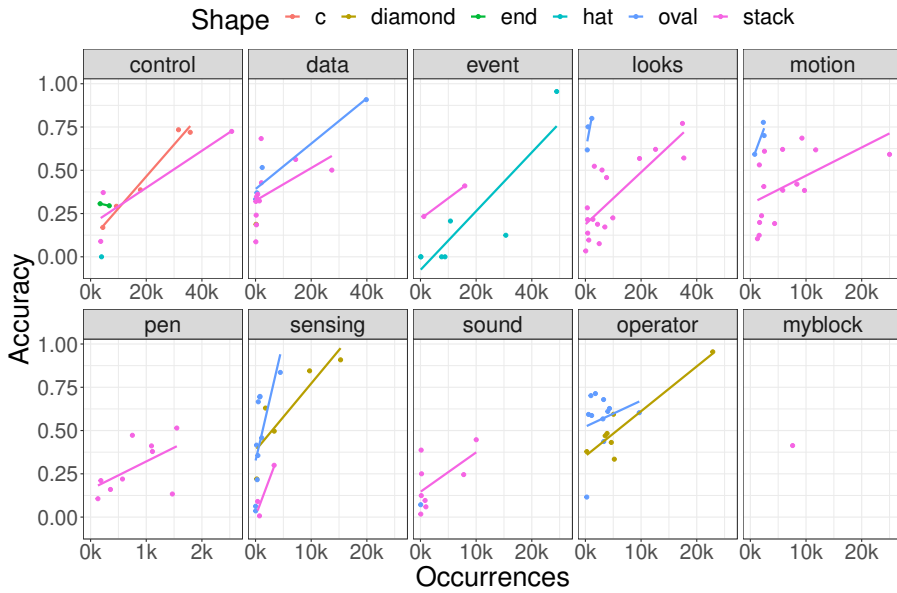 Shape c diamond end hat oval stack
control data event looks motion
1.00
0.75
0.50
0.25
0.00
0k 20k 40k 0k 20k 40k 0k 20k 40k 0k 20k 40k 0k 10k 20k
Accuracy
pen sensing sound operator myblock
1.00
0.75
0.50
0.25
0.00
0k 1k 2k 0k 10k 20k 0k 10k 20k 0k 10k 20k 0k 10k 20k
Occurrences